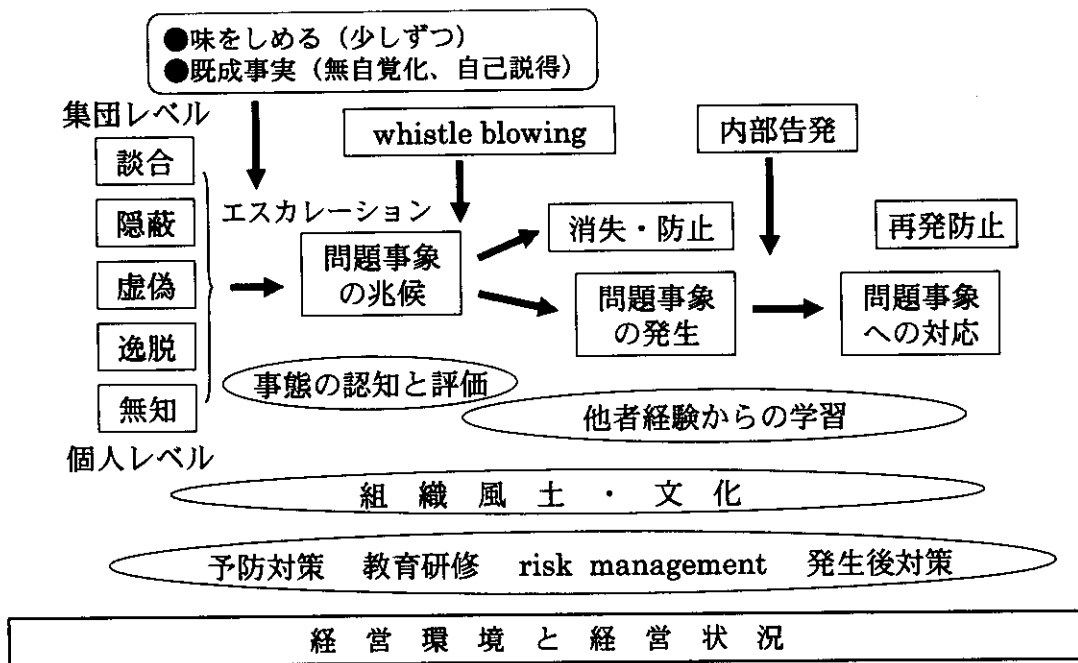 ●味をしめる（少しずつ）
●既成事実（無自覚化、自己説得）
集団レベル
whistle blowing
内部告発
談合
隠蔽
虚偽
逸脱
無知
個人レベル
エスカレーション
問題事象
の兆候
消失・防止
再発防止
問題事象
の発生
問題事象
への対応
事態の認知と評価
他者経験からの学習
組織風土・文化
予防対策 教育研修 risk management 発生後対策
経営環境と経営状況